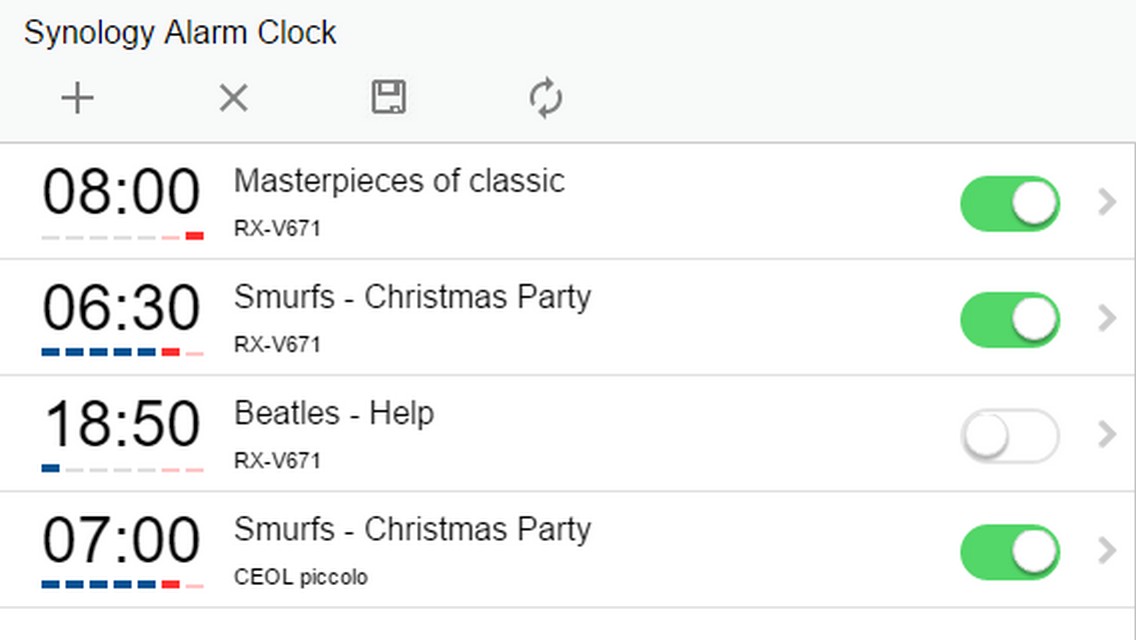 Synology Alarm Clock
08:00
Masterpieces of classic
RX-V671
06:30
Smurfs - Christmas Party
RX-V671
18:50
Beatles - Help
RX-V671
07:00
Smurfs - Christmas Party
CEOL piccolo